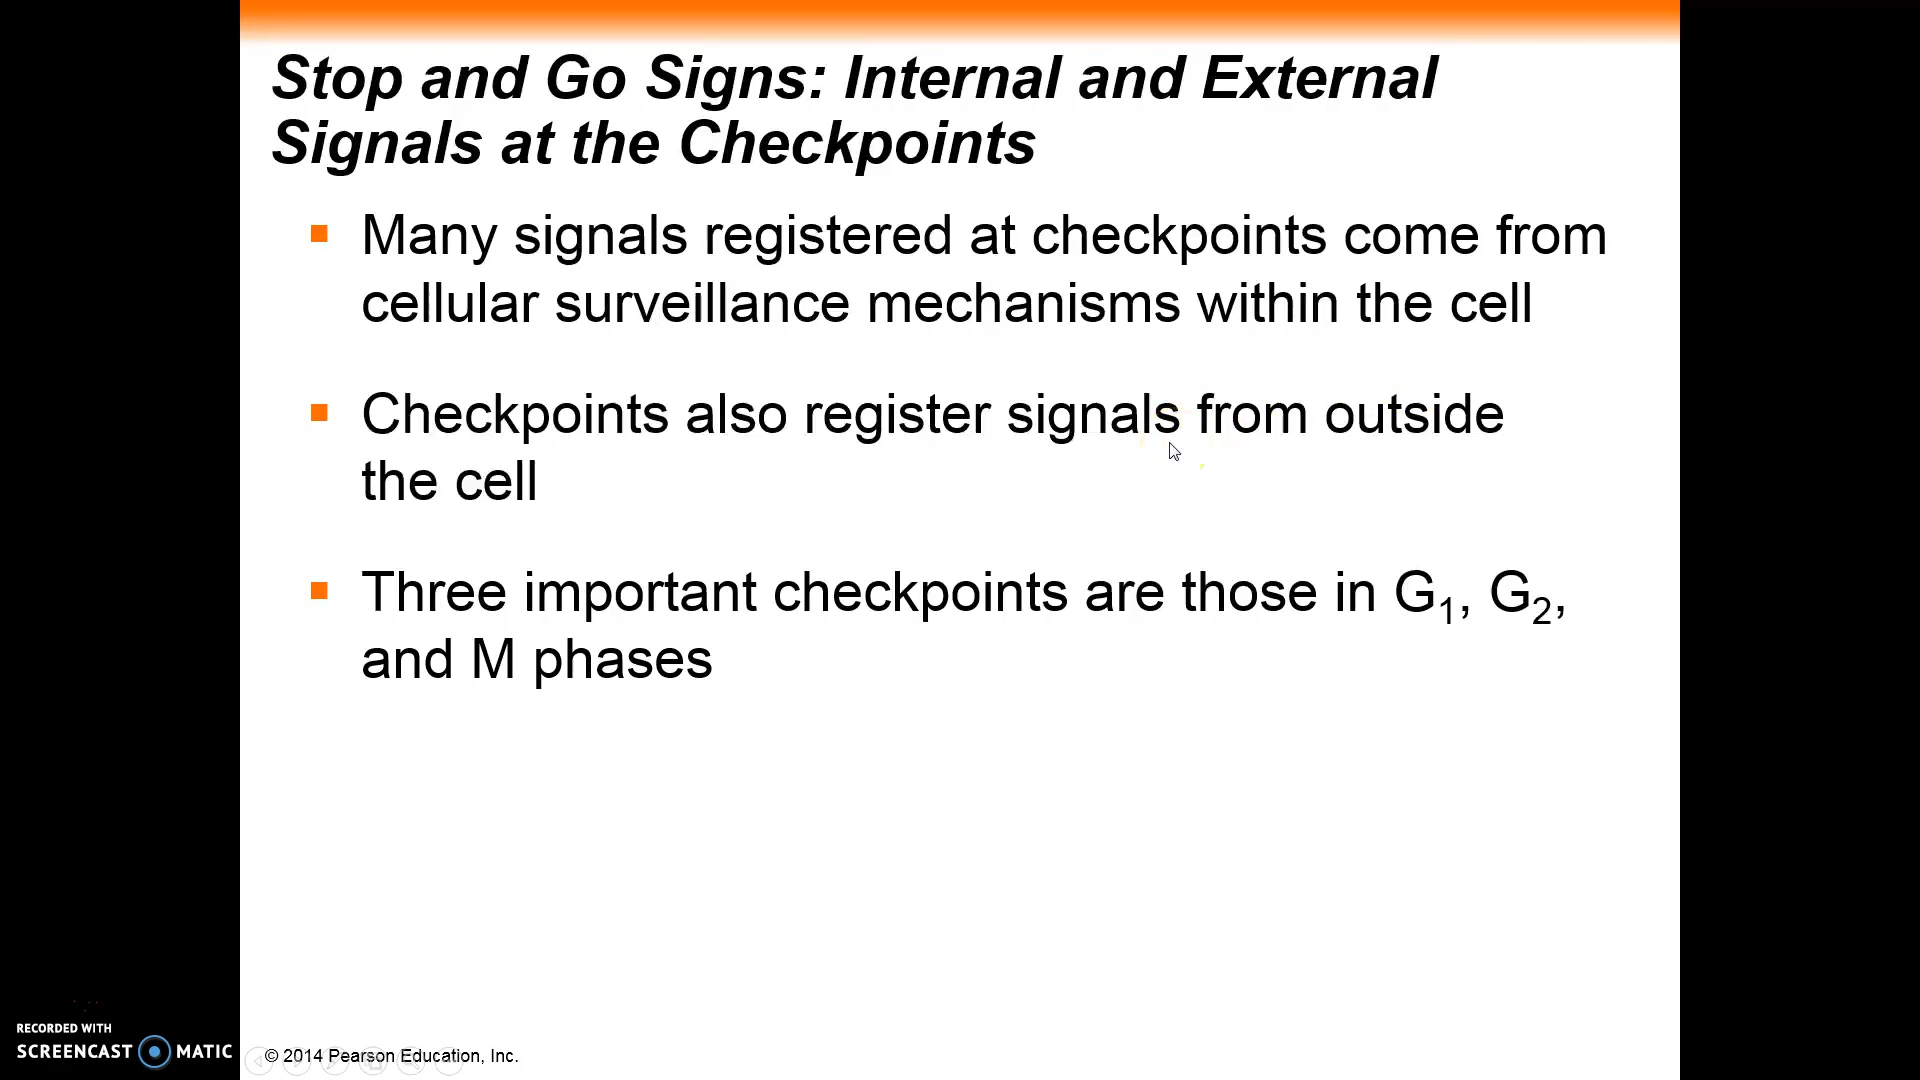 Stop and Go Signs: Internal and External
Signals at the Checkpoints
Many signals registered at checkpoints come from
cellular surveillance mechanisms within the cell
Checkpoints also register signals from outside
the cell
Three important checkpoints are those in G₁, G₂,
and M phases
RECORDED WITH
SCREENCAST MATIC
© 2014 Pearson Education, Inc.